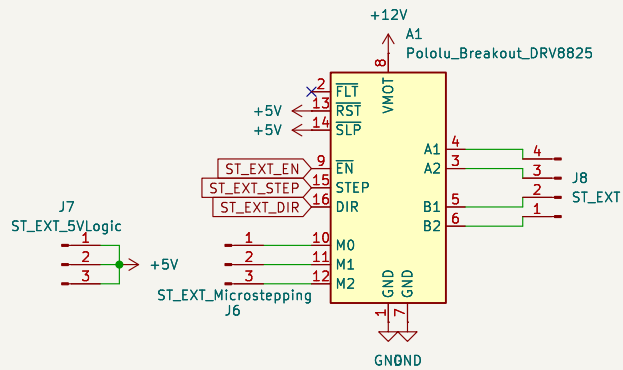 +12V
A1
Pololu_Breakout_DRV8825
8
VMOT
2
FLT
+5V
13
RST
+5V
14
SLP
4
A1
3
A2
4
3
2
1
J8
ST_EXT
ST_EXT_EN
9
EN
ST_EXT_STEP
15
STEP
ST_EXT_DIR
16
DIR
5
B1
6
B2
J7
ST_EXT_5VLogic
1
2
3
+5V
1
2
3
10
M0
11
M1
12
M2
ST_EXT_Microstepping
J6
GND
GND
1
7
GND
GND